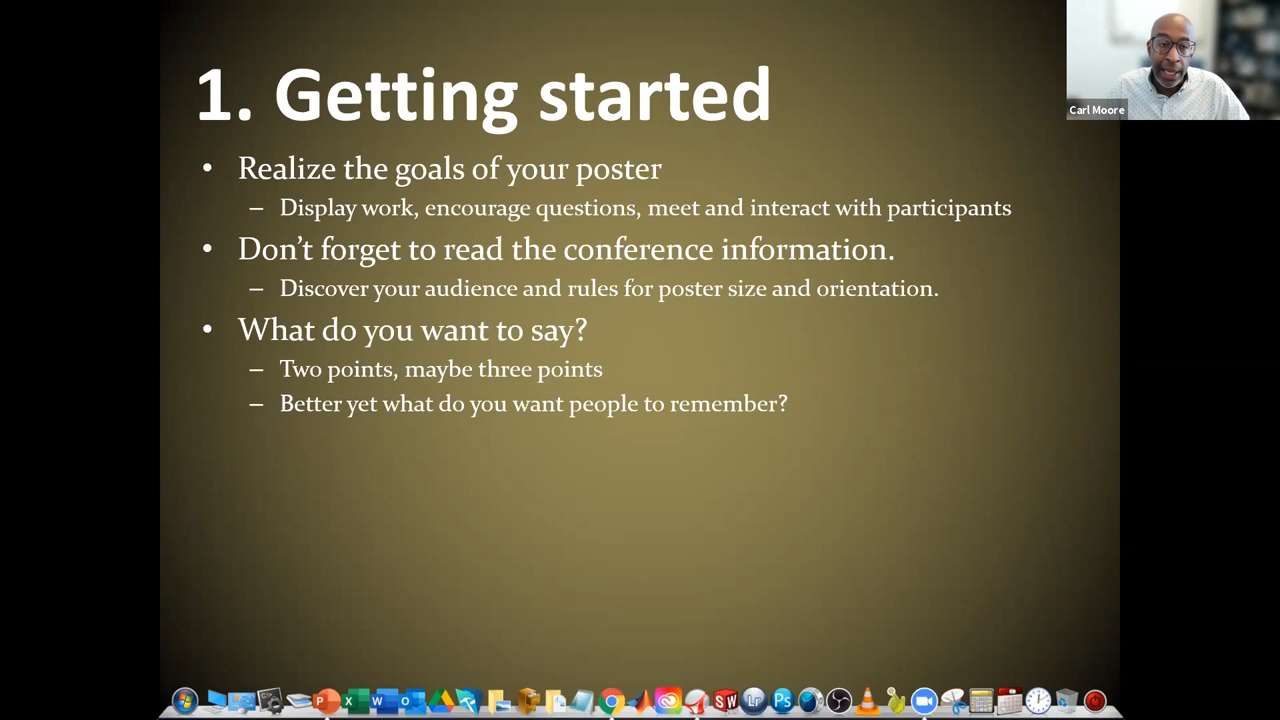 1. Getting started
Carl Moore
• Realize the goals of your poster
– Display work, encourage questions, meet and interact with participants
• Don’t forget to read the conference information.
– Discover your audience and rules for poster size and orientation.
• What do you want to say?
– Two points, maybe three points
– Better yet what do you want people to remember?
P X W O SW Lr Ps